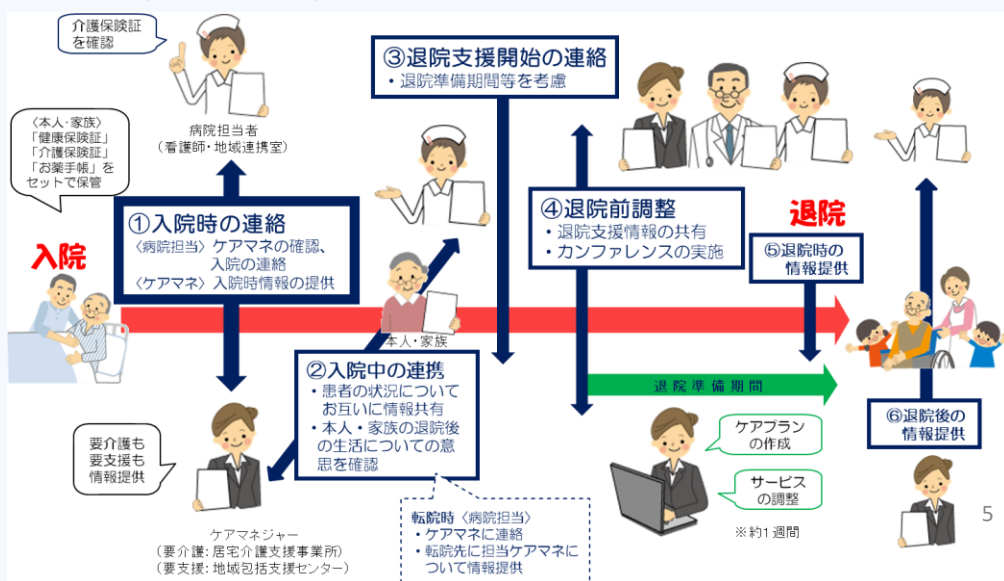 介護保険証
を確認
〈本人・家族〉
「健康保険証」
「介護保険証」
「お薬手帳」を
セットで保管
病院担当者
(看護師・地域連携室)
③退院支援開始の連絡
・退院準備期間等を考慮
入院
①入院時の連絡
〈病院担当〉ケアマネの確認、
入院の連絡
〈ケアマネ〉入院時情報の提供
④退院前調整
・退院支援情報の共有
・カンファレンスの実施
退院
⑤退院時の
情報提供
本人・家族
②入院中の連携
・患者の状況について
お互いに情報共有
・本人・家族の退院後
の生活についての意
思を確認
退院準備期間
⑥退院後の
情報提供
要介護も
要支援も
情報提供
ケアプラン
の作成
サービス
の調整
※約1週間
ケアマネジャー
(要介護:居宅介護支援事業所)
(要支援:地域包括支援センター)
転院時〈病院担当〉
・ケアマネに連絡
・転院先に担当ケアマネに
ついて情報提供
5